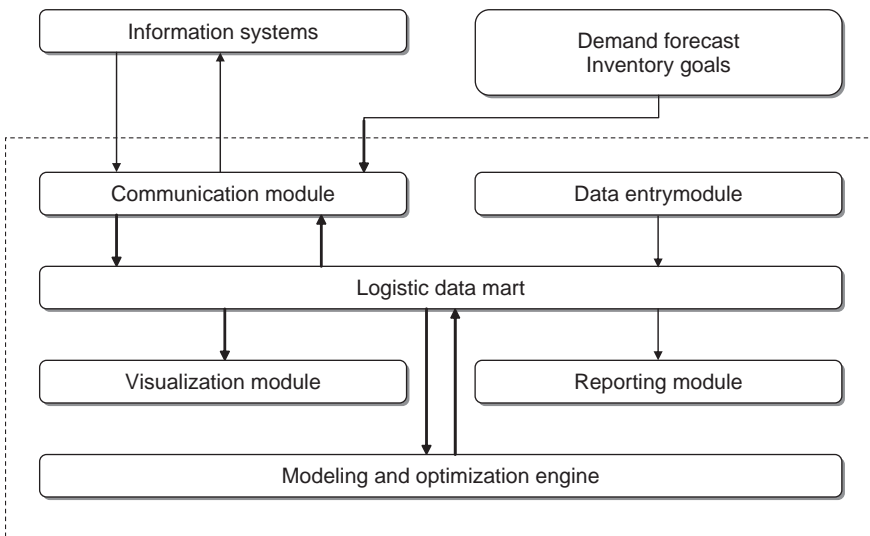 Information systems
Demand forecast
Inventory goals
Communication module
Data entrymodule
Logistic data mart
Visualization module
Reporting module
Modeling and optimization engine